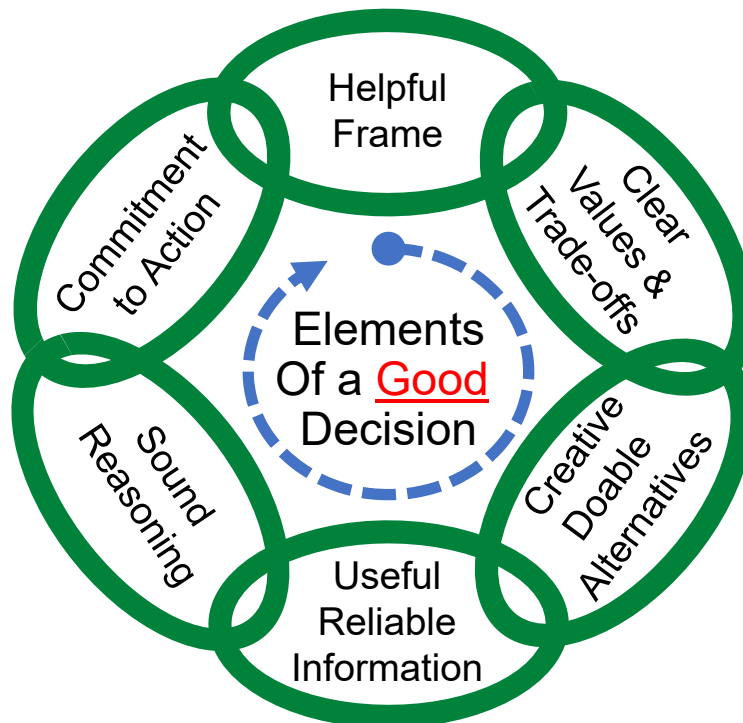 Helpful
Frame
Clear
Values &
Trade-offs
Creative
Doable
Alternatives
Useful
Reliable
Information
Sound
Reasoning
Commitment
to Action
Elements
Of a Good
Decision